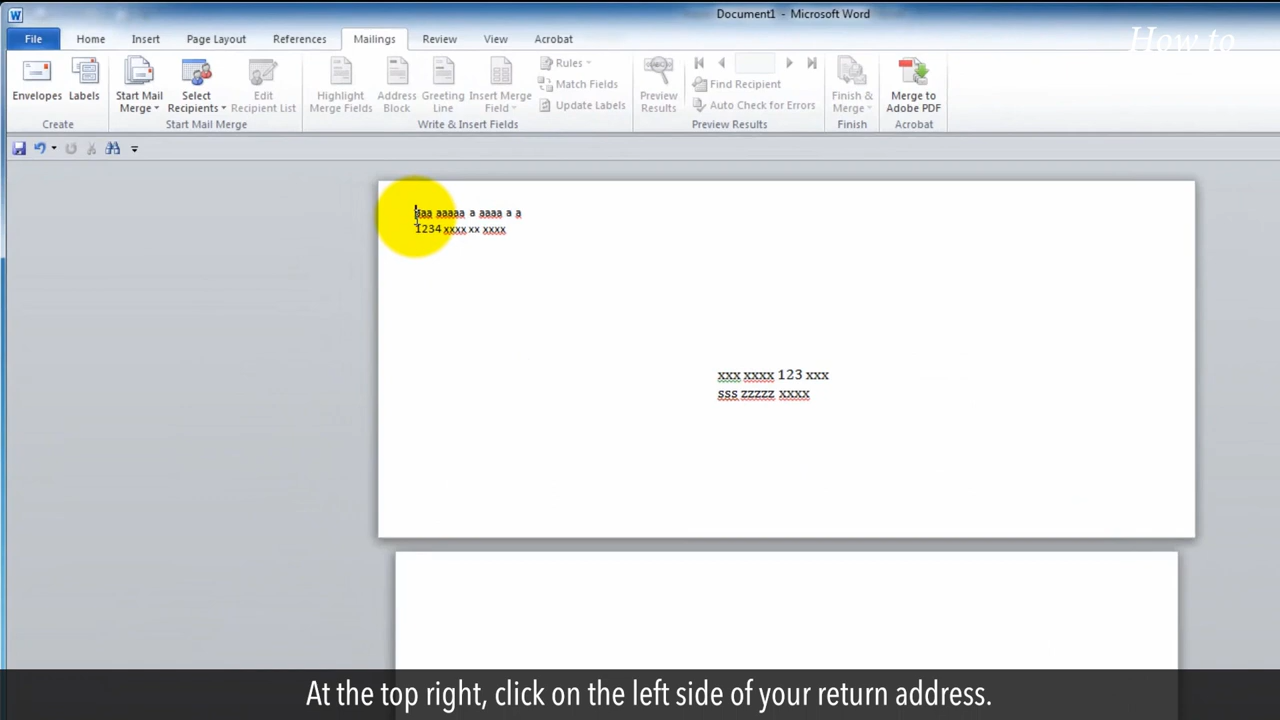 Document1 - Microsoft Word
How to
File Home Insert Page Layout References Mailings Review View Acrobat
Envelopes
Labels
Start Mail Merge
Select Recipients
Edit Recipient List
Highlight Merge Fields
Address Block
Greeting Line
Insert Merge Field
Rules
Match Fields
Update Labels
Preview Results
Find Recipient
Auto Check for Errors
Finish & Merge
Merge to Adobe PDF
Create
Start Mail Merge
Write & Insert Fields
Preview Results
Finish
Acrobat
aaa aaaaa a aaaa a a
1234 xxxx xx xxxx
xxx xxxx 123 xxx
sss zzzzz xxxx
At the top right, click on the left side of your return address.